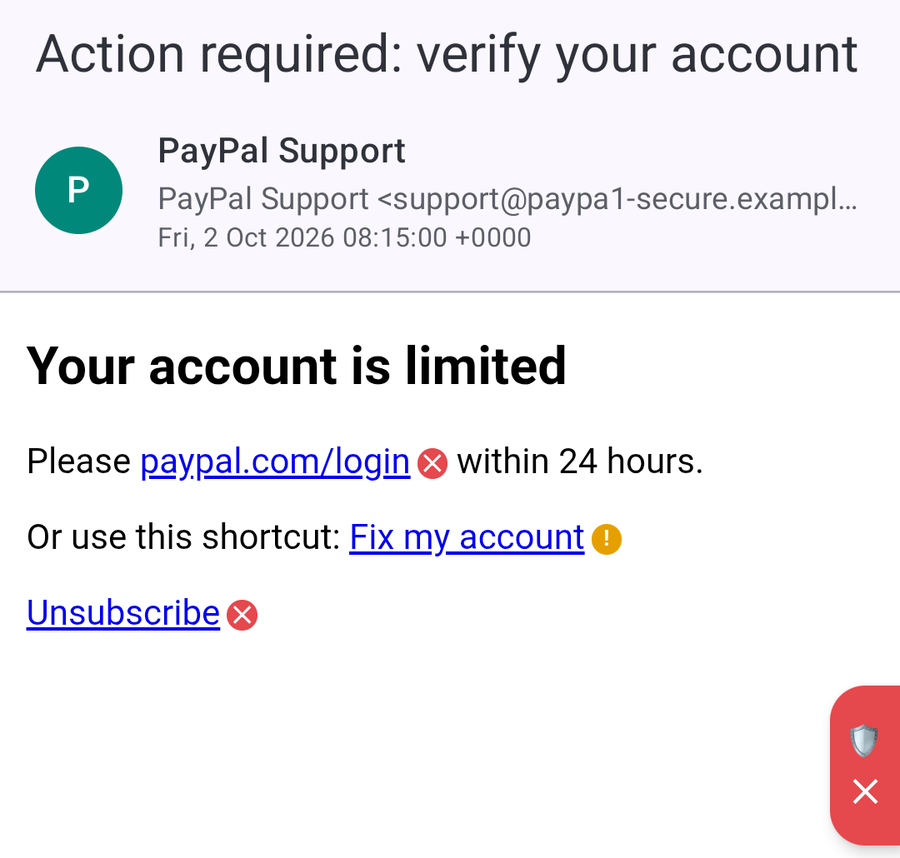 Action required: verify your account
P
PayPal Support
PayPal Support <support@paypa1-secure.exampl...
Fri, 2 Oct 2026 08:15:00 +0000
Your account is limited
Please paypal.com/login within 24 hours.
Or use this shortcut: Fix my account !
Unsubscribe